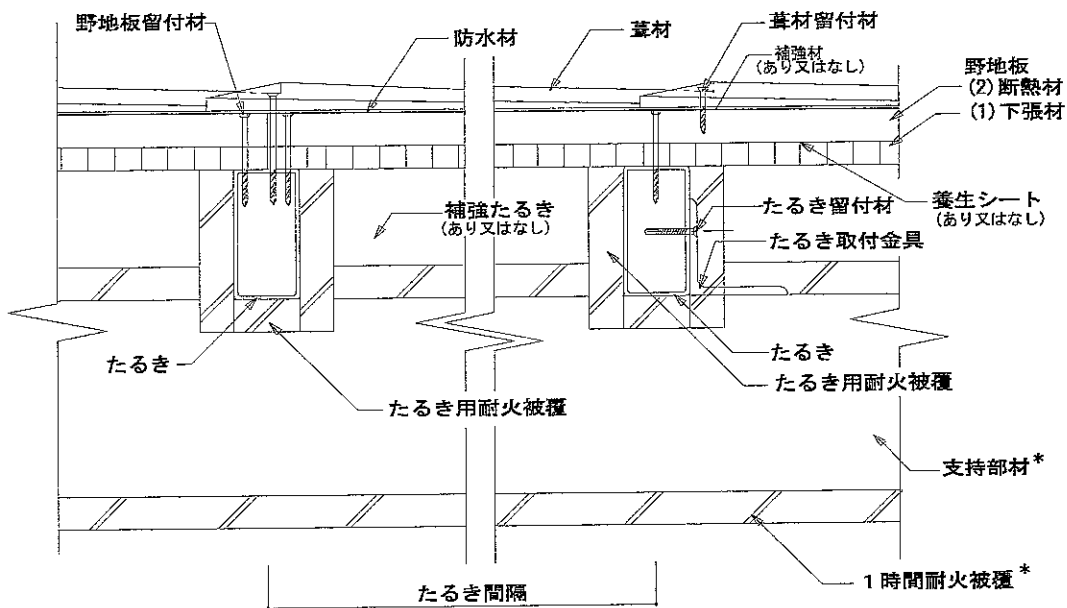 野地板留付材
防水材
葺材
葺材留付材
補強材
(あり又はなし)
野地板
(2)断熱材
(1)下張材
補強たるき
(あり又はなし)
たるき留付材
養生シート
(あり又はなし)
たるき取付金具
たるき
たるき用耐火被覆
たるき
たるき用耐火被覆
支持部材*
1時間耐火被覆*
たるき間隔